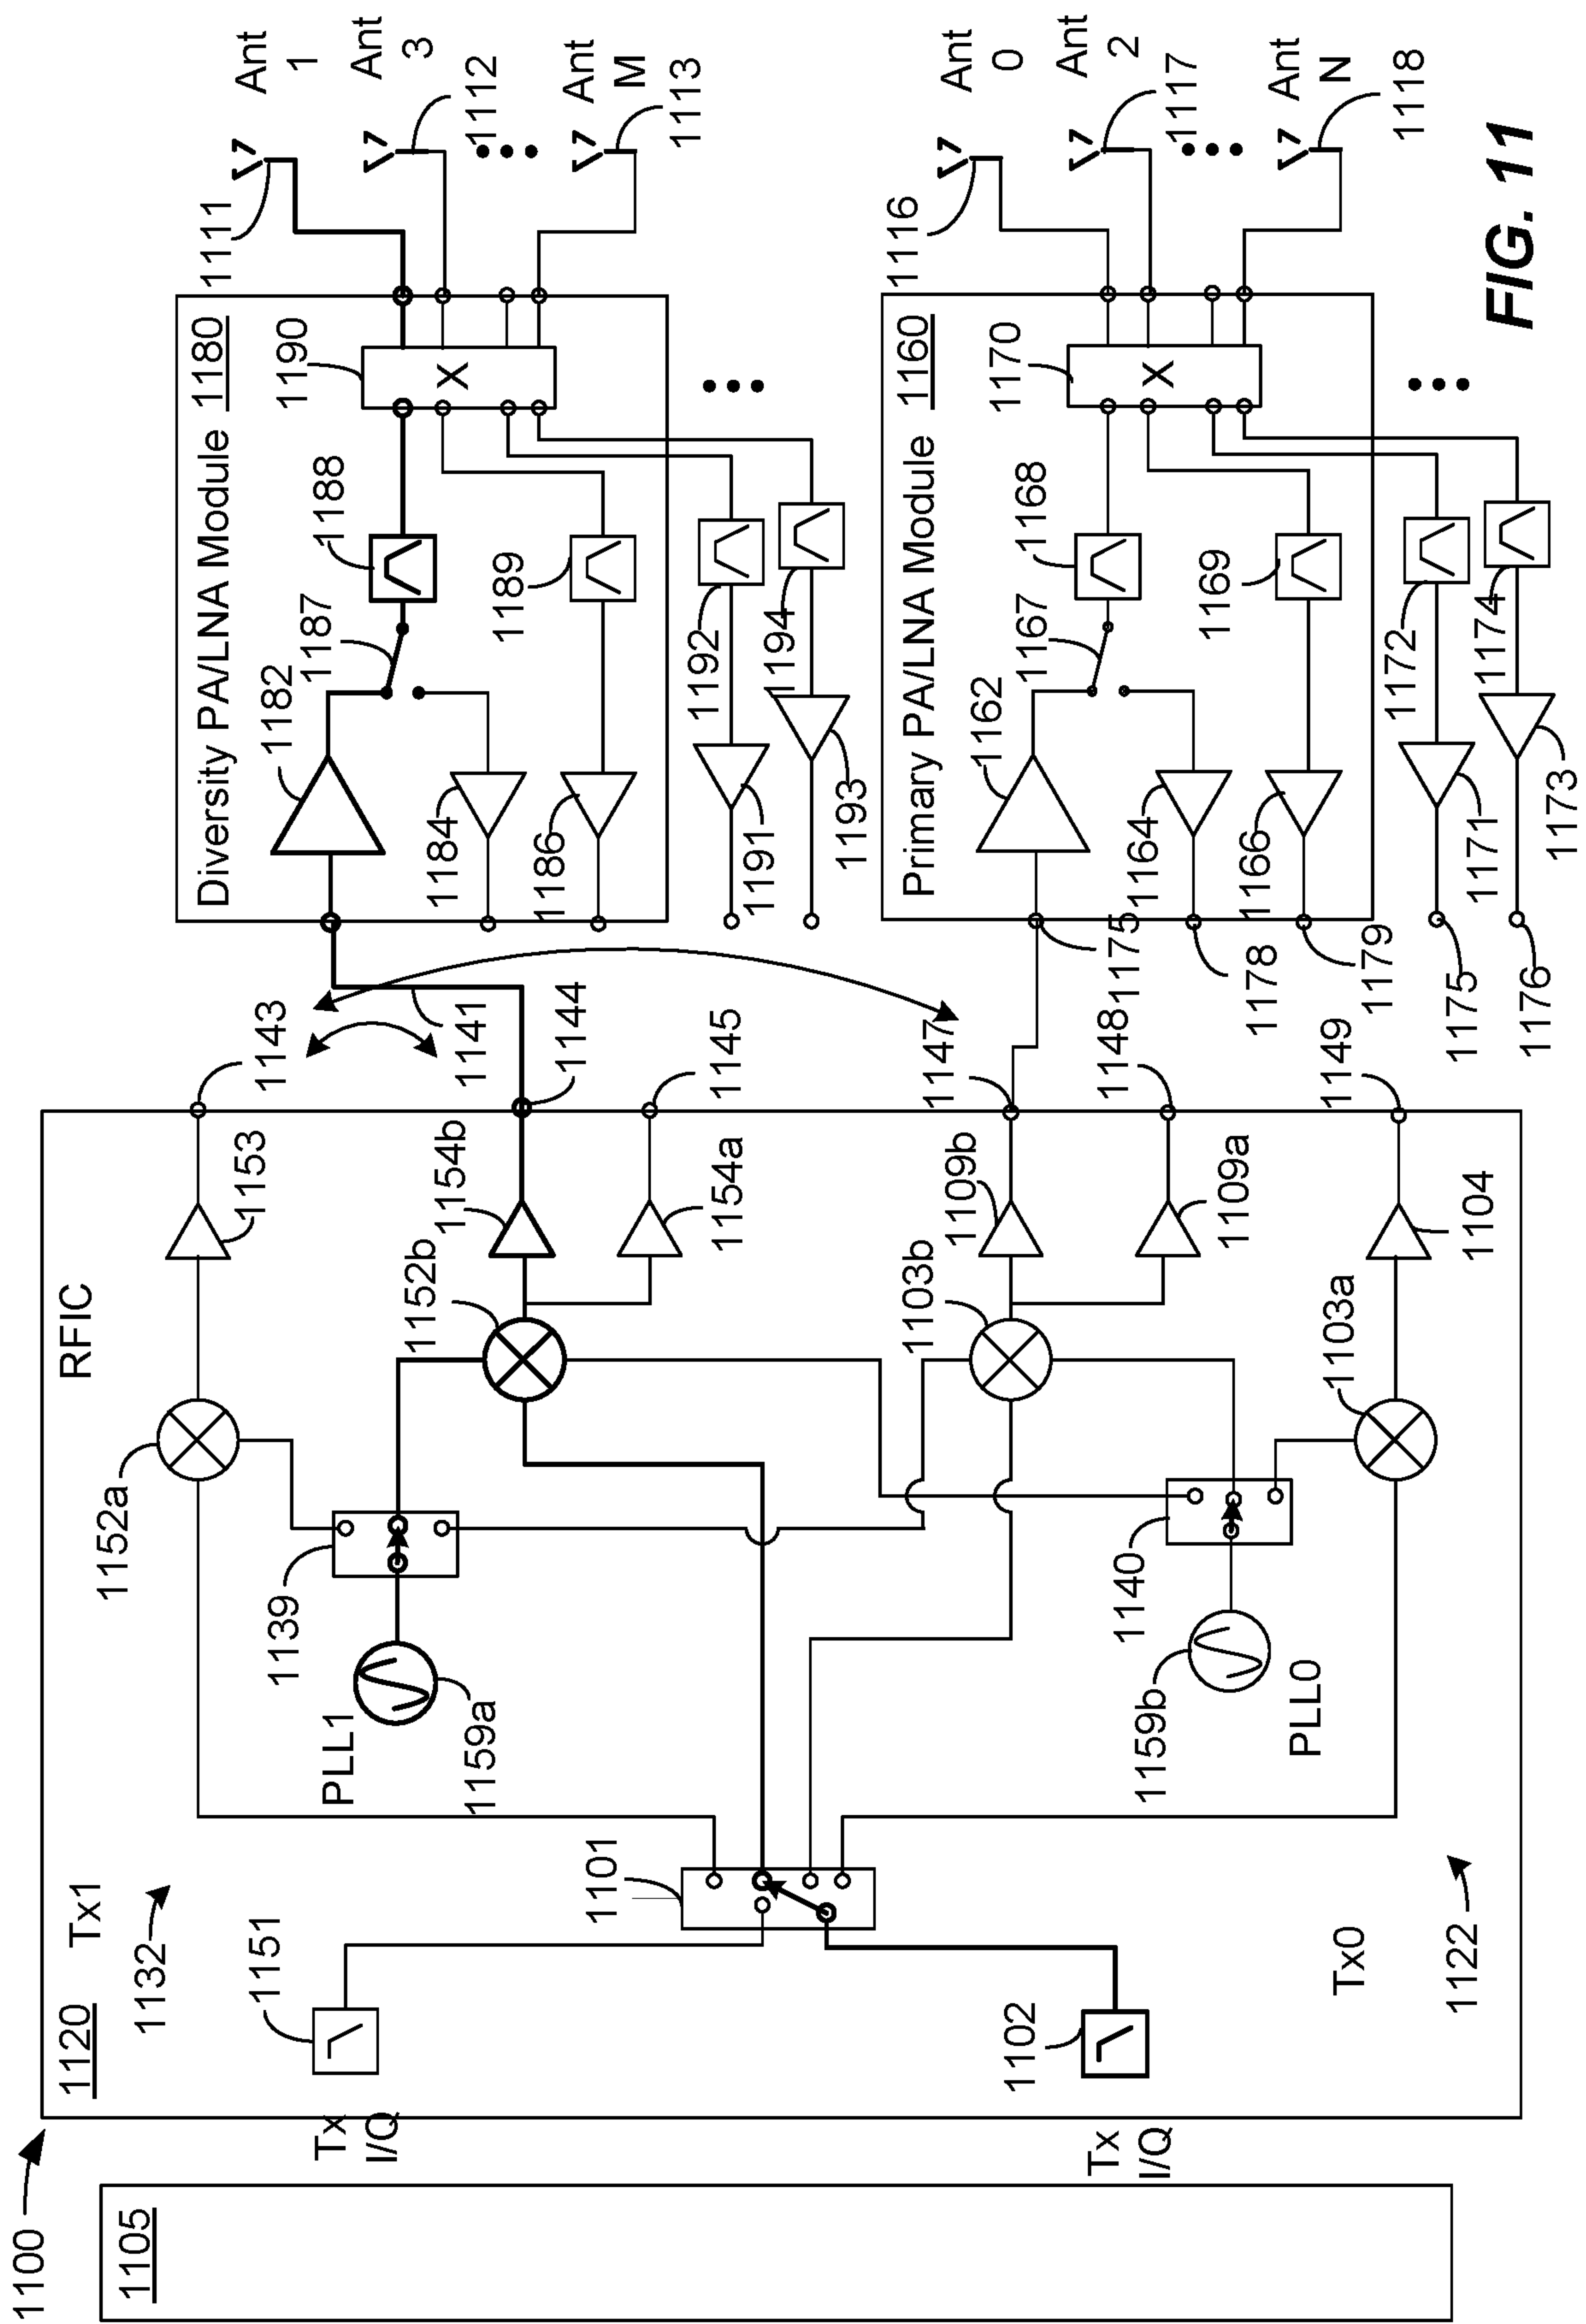 1100
1105
1120
Tx1
RFIC
1132
1152a
1153
1143
1151
Tx
I/Q
1139
PLL1
1159a
1152b
1154b
1144
1141
1154a
1145
1101
1102
Tx
I/Q
Tx0
1122
1140
1159b
PLL0
1103b
1109b
1147
1109a
1148
1103a
1104
1149
Diversity PA/LNA Module 1180
1182
1184
1186
1187
1188
1189
1190
1191
1192
1193
1194
1111
Ant
1
Ant
3
1112
Ant
M
1113
Primary PA/LNA Module 1160
1162
1164
1166
1167
1168
1169
1170
1175
1178
1179
1171
1172
1173
1174
1175
1176
1116
Ant
0
Ant
2
1117
Ant
N
1118
X
X
FIG. 11